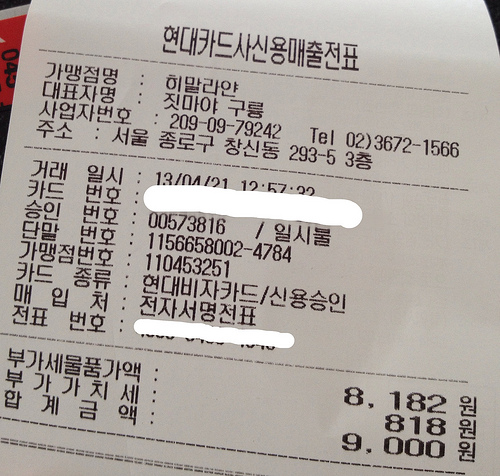 현대카드사신용매출전표
가맹점명 : 히말라얀
대표자명 : 짓마야 구룽
사업자번호 : 209-09-79242 Tel 02)3672-1566
주소 : 서울 종로구 창신동 293-5 3층
거래 일시 : 13/04/21 12:57:32
카드 번호 :
승인 번호 : 00573816 / 일시불
단말 번호 : 1156658002-4784
가맹점번호 : 110453251
카드 종류 : 현대비자카드/신용승인
매 입 처 : 전자서명전표
전표 번호 :
부가세물품가액 : 8,182 원
부 가 가 치 세 : 818 원
합 계 금 액 : 9,000 원